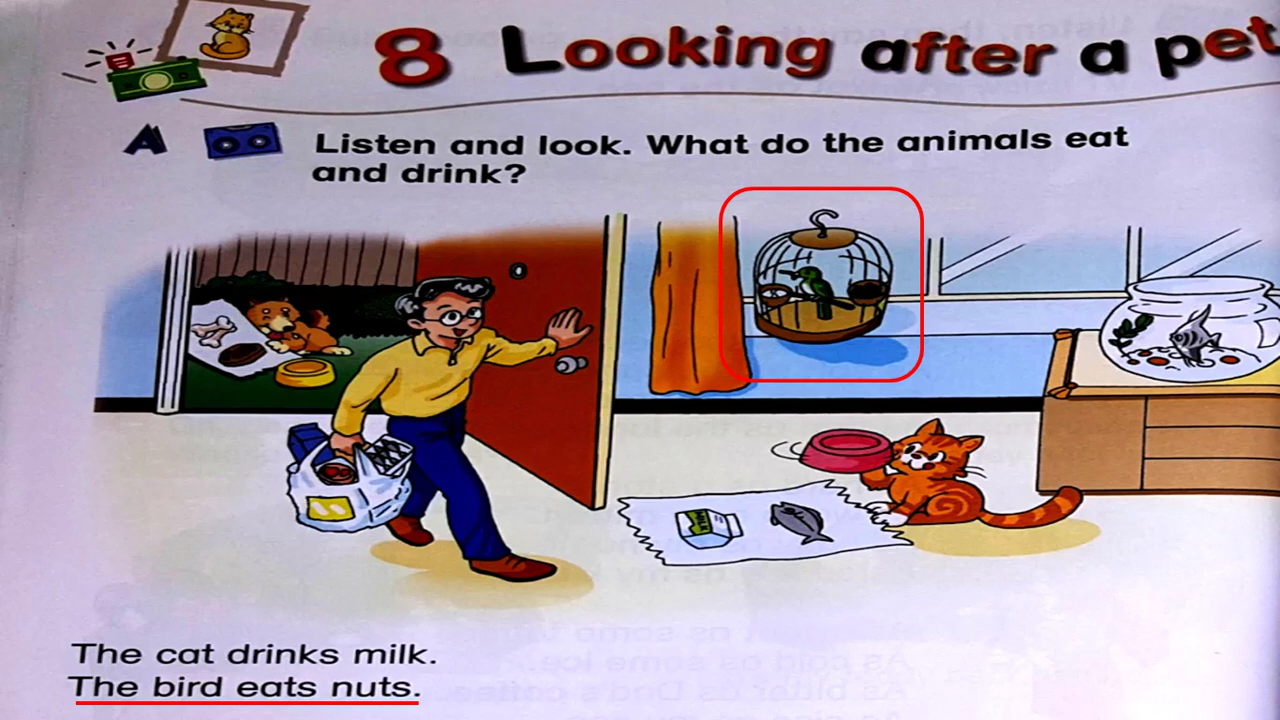 8 Looking after a pet
A Listen and look. What do the animals eat
and drink?
The cat drinks milk.
The bird eats nuts.